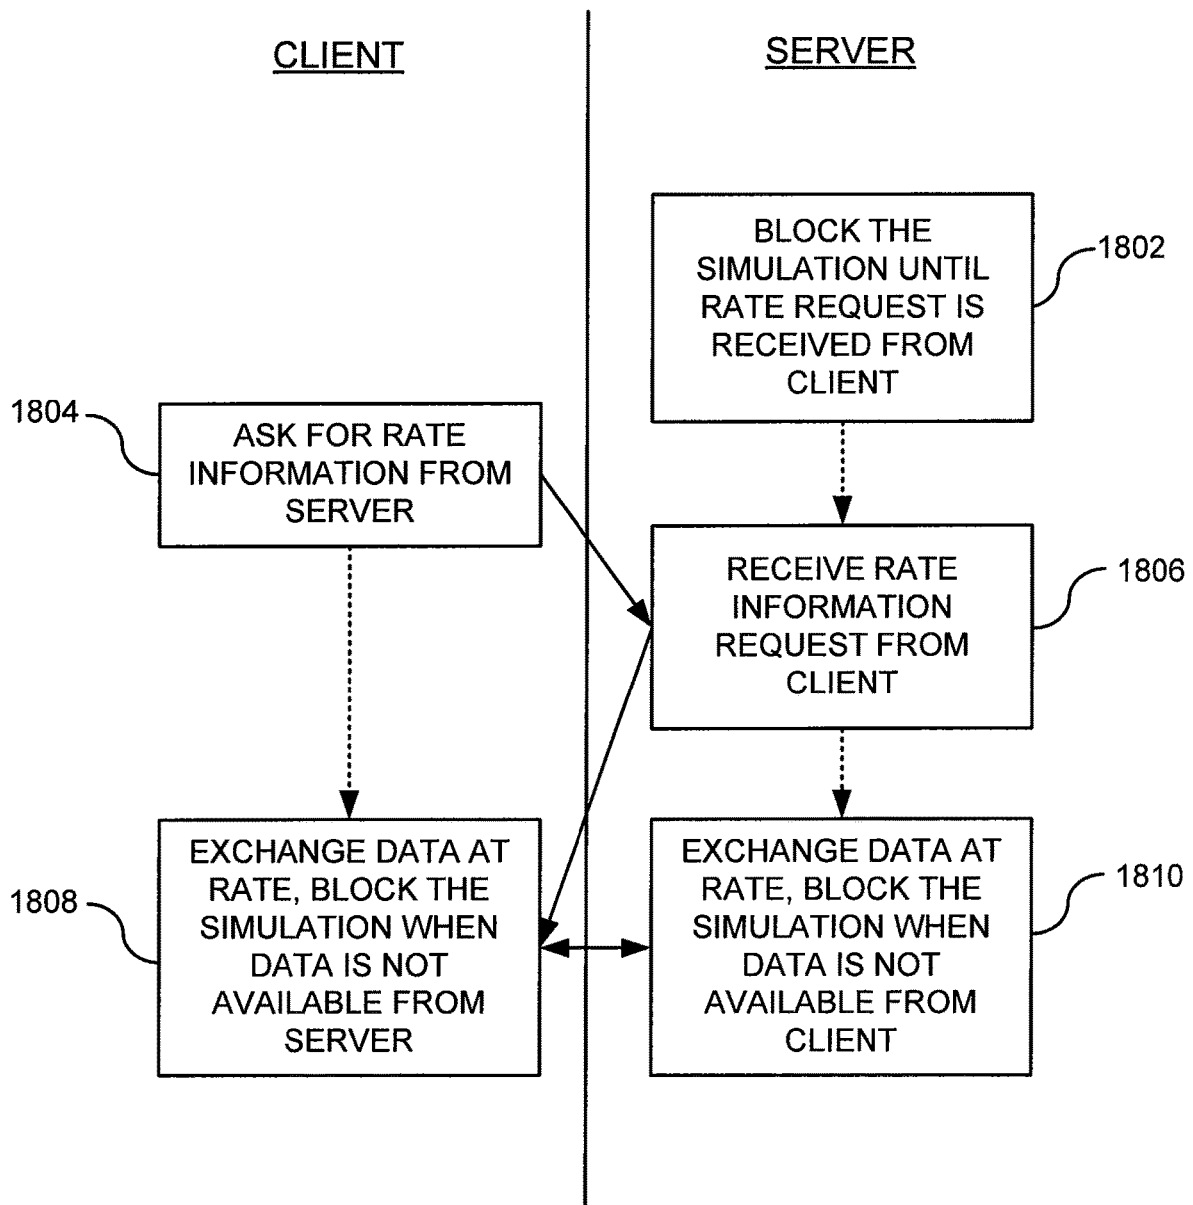 CLIENT
SERVER
BLOCK THE
SIMULATION UNTIL
RATE REQUEST IS
RECEIVED FROM
CLIENT
1802
1804
ASK FOR RATE
INFORMATION FROM
SERVER
RECEIVE RATE
INFORMATION
REQUEST FROM
CLIENT
1806
EXCHANGE DATA AT
RATE, BLOCK THE
SIMULATION WHEN
DATA IS NOT
AVAILABLE FROM
SERVER
1808
EXCHANGE DATA AT
RATE, BLOCK THE
SIMULATION WHEN
DATA IS NOT
AVAILABLE FROM
CLIENT
1810